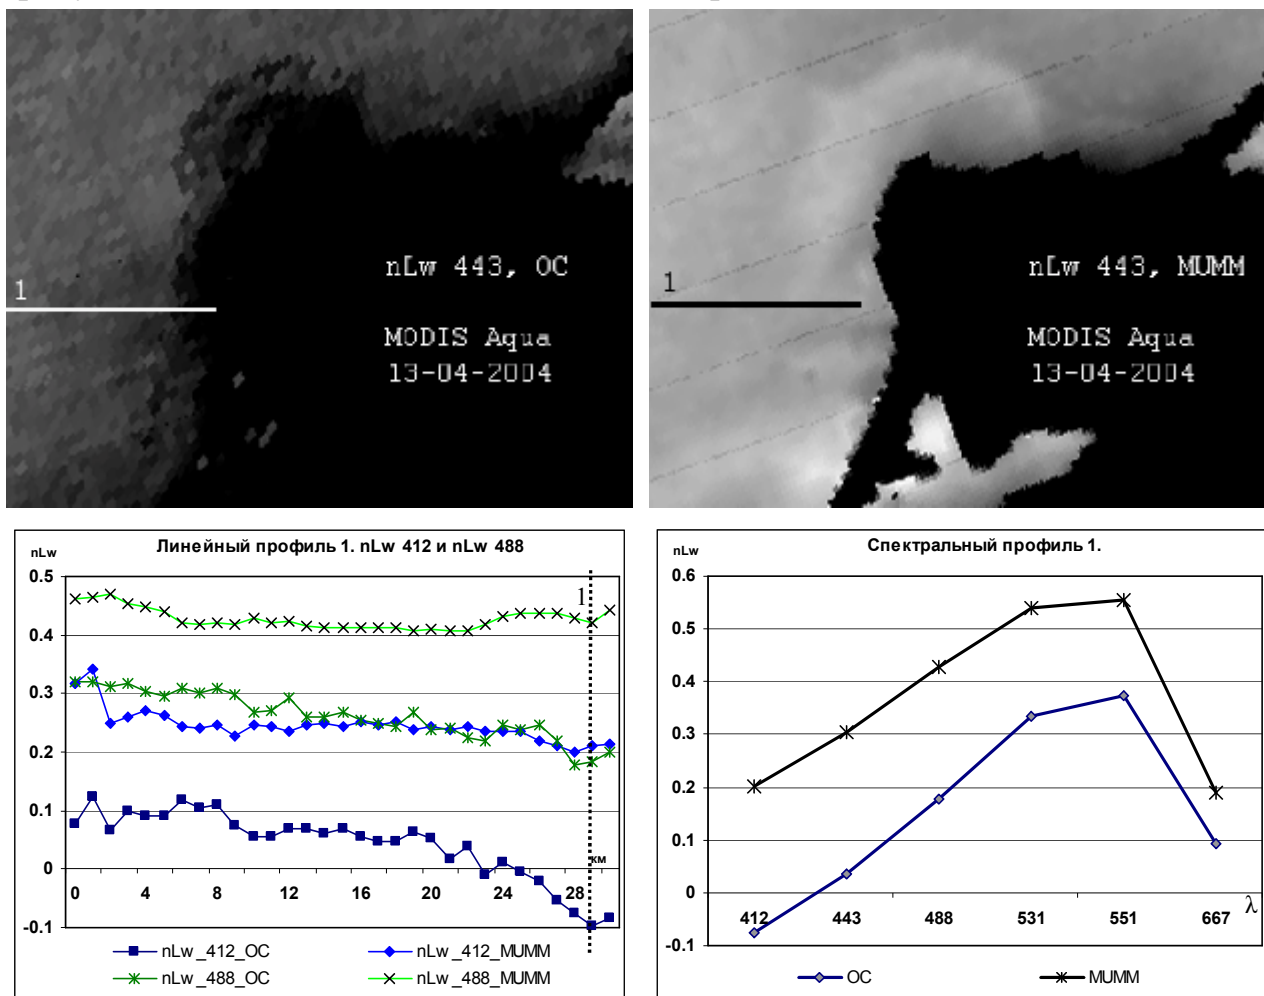 1
nLw 443, OC
MODIS Aqua
13-04-2004
1
nLw 443, MUMM
MODIS Aqua
13-04-2004
Линейный профиль 1. nLw 412 и nLw 488
nLw
0.5
0.4
0.3
0.2
0.1
0
-0.1
1
км
0 4 8 12 16 20 24 28
nLw_412_OC nLw_412_MUMM
nLw_488_OC nLw_488_MUMM
Спектральный профиль 1.
nLw
0.6
0.5
0.4
0.3
0.2
0.1
0
-0.1
412 443 488 531 551 667 λ
OC MUMM